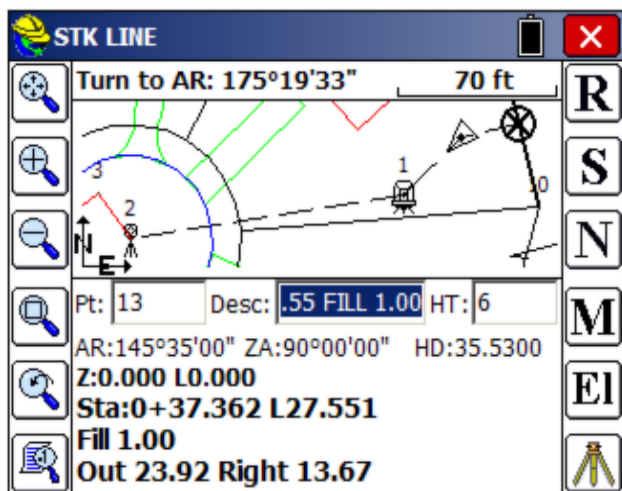 STK LINE
Turn to AR: 175°19'33" 70 ft
R
S
N
M
El
3
2
1
10
N
E
Pt: 13 Desc: .55 FILL 1.00 HT: 6
AR:145°35'00" ZA:90°00'00" HD:35.5300
Z:0.000 L0.000
Sta:0+37.362 L27.551
Fill 1.00
Out 23.92 Right 13.67